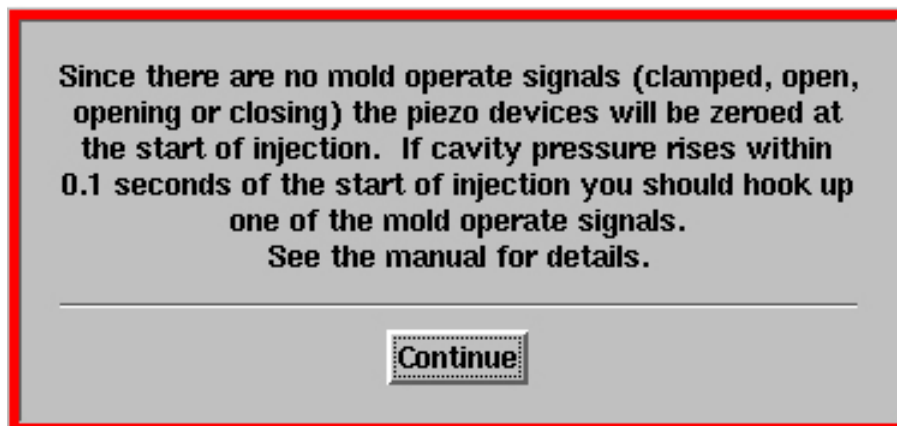 Since there are no mold operate signals (clamped, open,
opening or closing) the piezo devices will be zeroed at
the start of injection.  If cavity pressure rises within
0.1 seconds of the start of injection you should hook up
one of the mold operate signals.
See the manual for details.
Continue